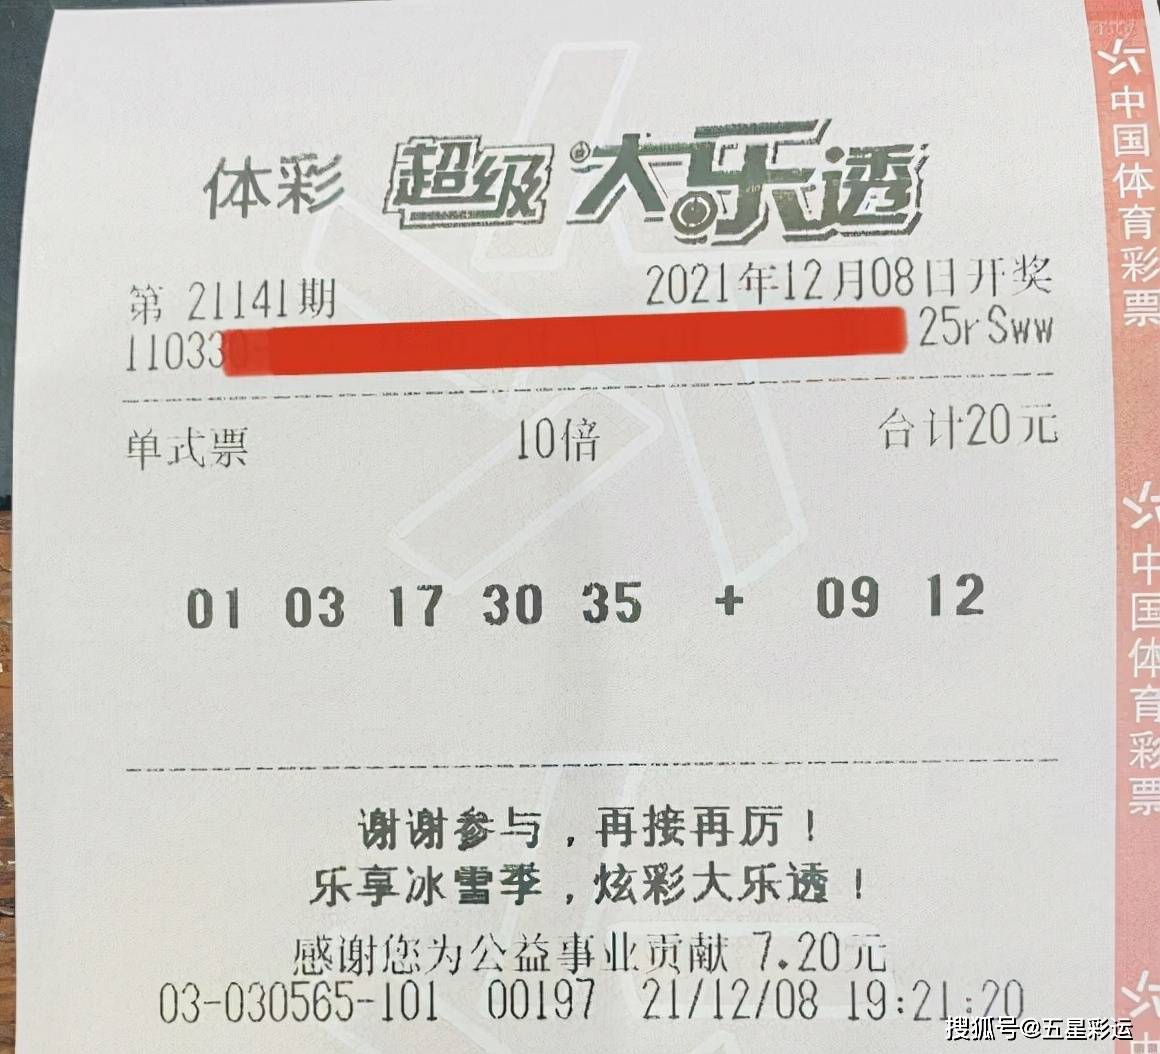 体彩 超级大乐透
第 21141期 2021年12月08日开奖
11033 25rSww
单式票 10倍 合计20元
01 03 17 30 35 + 09 12
谢谢参与，再接再厉！
乐享冰雪季，炫彩大乐透！
感谢您为公益事业贡献 7.20元
03-030565-101 00197 21/12/08 19:21:20
中国体育彩票
中国体育彩票
中
搜狐号@五星彩运